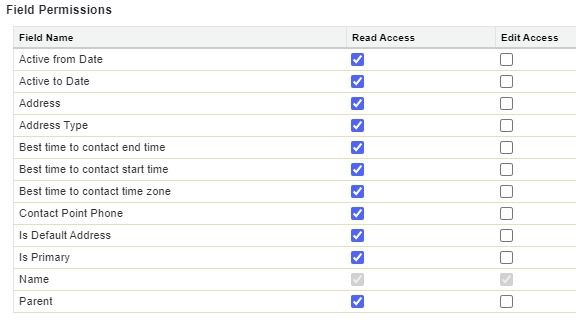 Field Permissions
Field Name Read Access Edit Access
Active from Date
Active to Date
Address
Address Type
Best time to contact end time
Best time to contact start time
Best time to contact time zone
Contact Point Phone
Is Default Address
Is Primary
Name
Parent